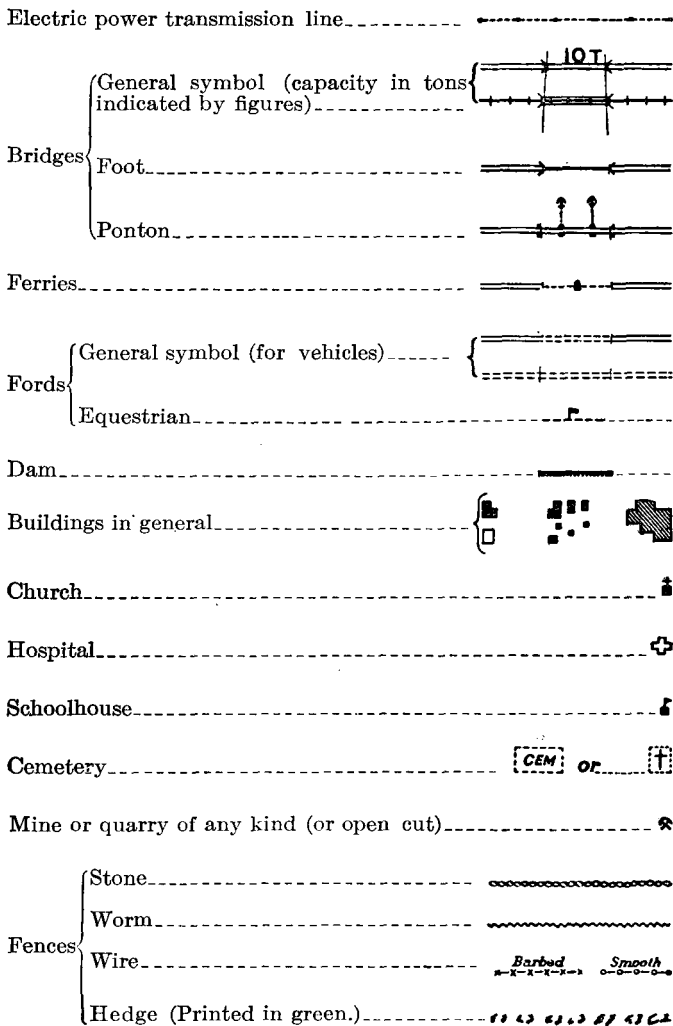 Electric power transmission line
10T
General symbol (capacity in tons
indicated by figures)
Bridges
Foot
Ponton
Ferries
General symbol (for vehicles)
Fords
Equestrian
Dam
Buildings in general
Church
Hospital
Schoolhouse
Cemetery CEM or
Mine or quarry of any kind (or open cut)
Stone
Worm
Fences
Wire Barbed Smooth
Hedge (Printed in green.)